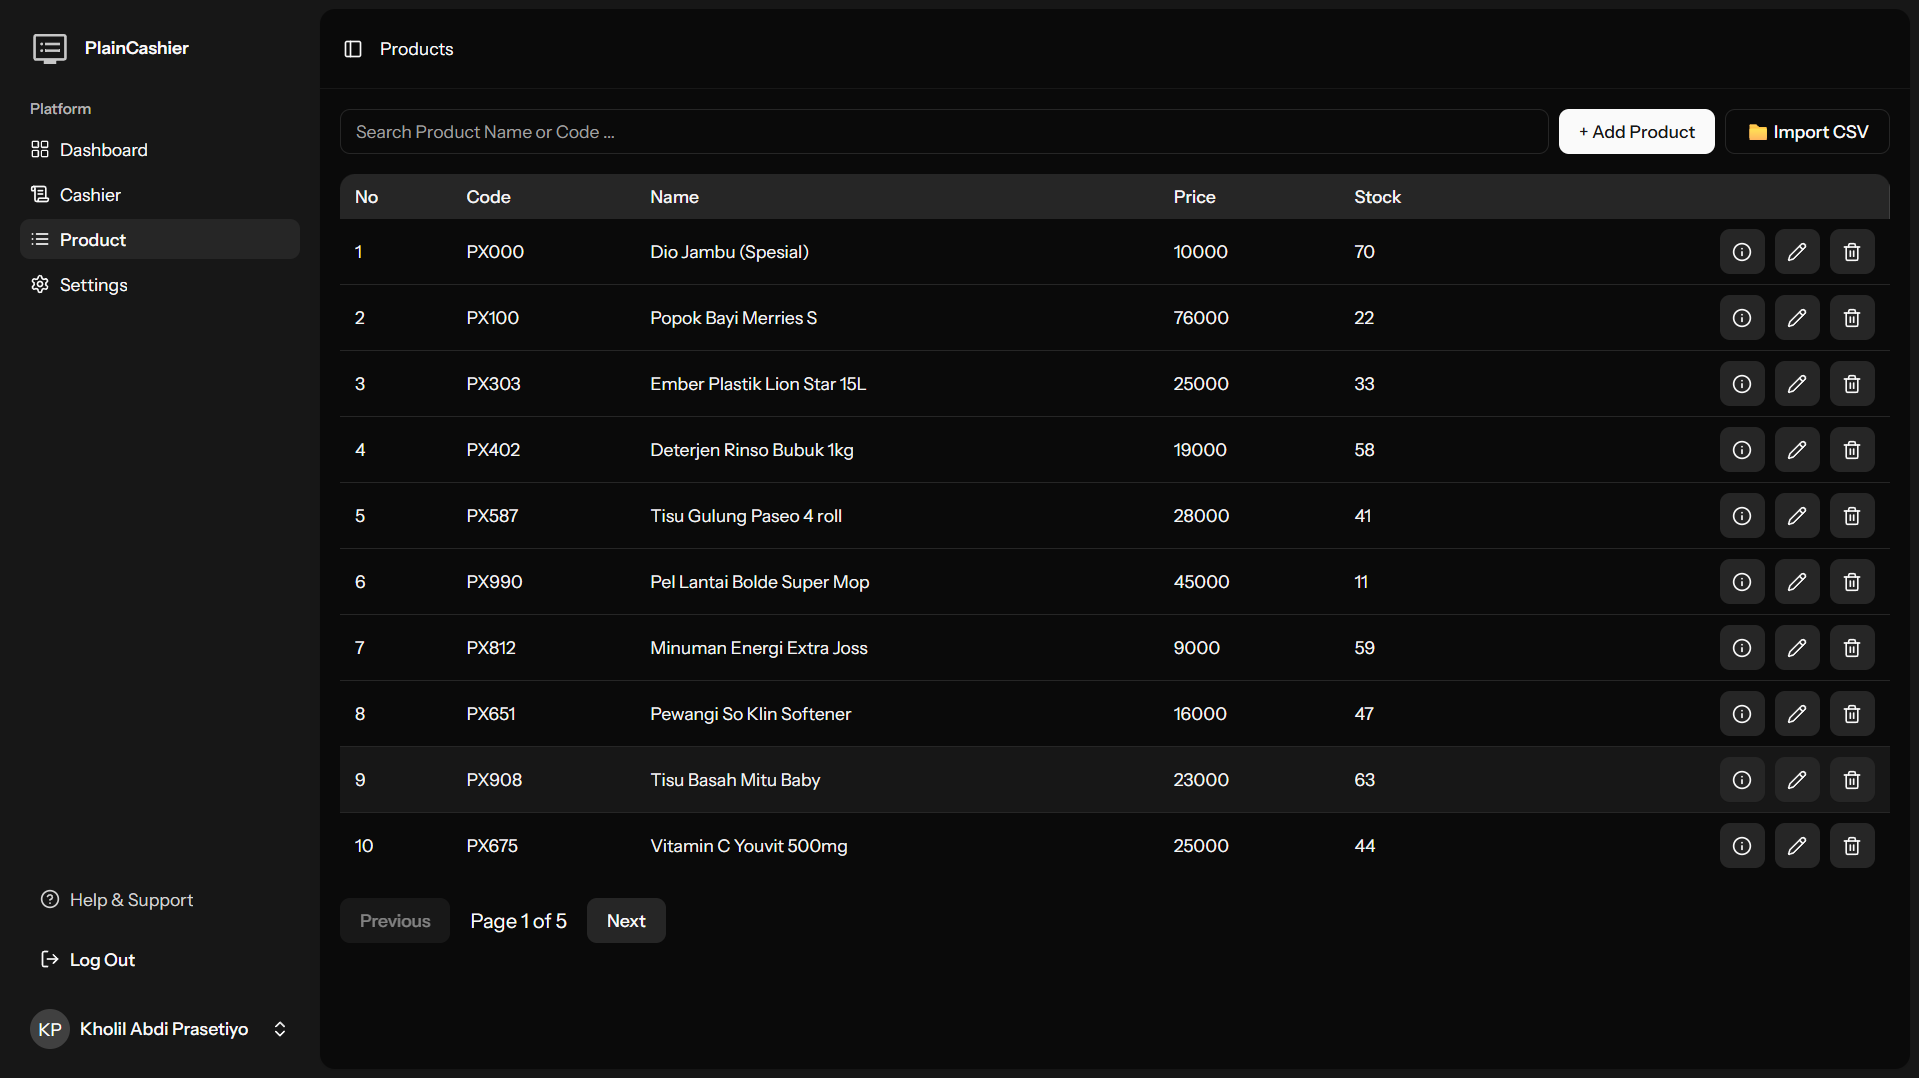 PlainCashier
Platform
Dashboard
Cashier
Product
Settings
Help & Support
Log Out
KP Kholil Abdi Prasetiyo
Products
Search Product Name or Code ...
+ Add Product
Import CSV
No Code Name Price Stock
1 PX000 Dio Jambu (Spesial) 10000 70
2 PX100 Popok Bayi Merries S 76000 22
3 PX303 Ember Plastik Lion Star 15L 25000 33
4 PX402 Deterjen Rinso Bubuk 1kg 19000 58
5 PX587 Tisu Gulung Paseo 4 roll 28000 41
6 PX990 Pel Lantai Bolde Super Mop 45000 11
7 PX812 Minuman Energi Extra Joss 9000 59
8 PX651 Pewangi So Klin Softener 16000 47
9 PX908 Tisu Basah Mitu Baby 23000 63
10 PX675 Vitamin C Youvit 500mg 25000 44
Previous Page 1 of 5 Next